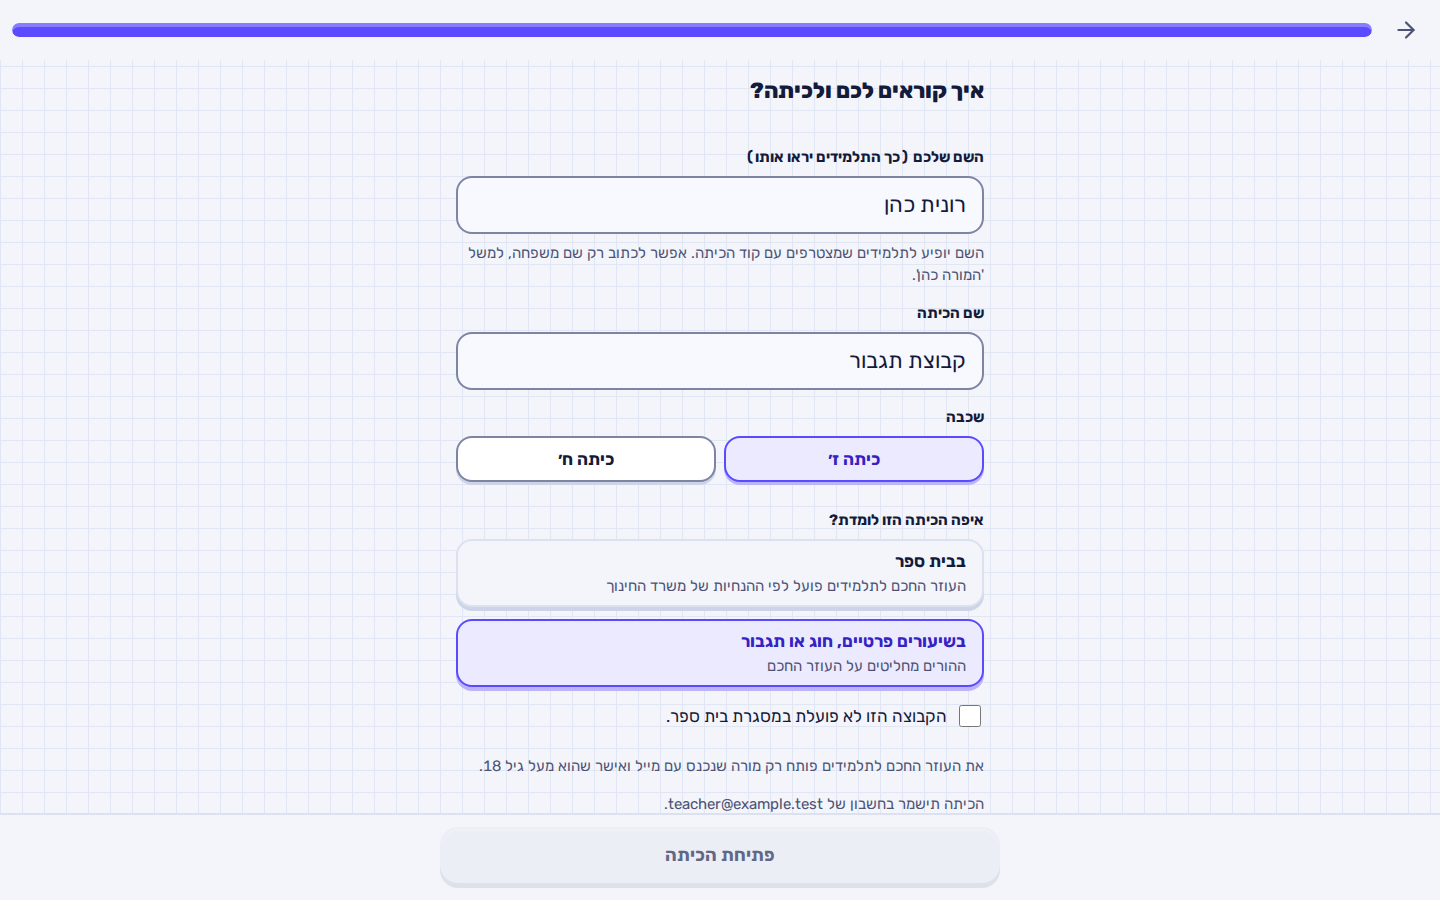 איך קוראים לכם ולכיתה?
השם שלכם (כך התלמידים יראו אותו)
רונית כהן
השם יופיע לתלמידים שמצטרפים עם קוד הכיתה. אפשר לכתוב רק שם משפחה, למשל
'המורה כהן'.
שם הכיתה
קבוצת תגבור
שכבה
כיתה ז׳
כיתה ח׳
איפה הכיתה הזו לומדת?
בבית ספר
העוזר החכם לתלמידים פועל לפי ההנחיות של משרד החינוך
בשיעורים פרטיים, חוג או תגבור
ההורים מחליטים על העוזר החכם
הקבוצה הזו לא פועלת במסגרת בית ספר.
את העוזר החכם לתלמידים פותח רק מורה שנכנס עם מייל ואישר שהוא מעל גיל 18.
הכיתה תישמר בחשבון של teacher@example.test.
פתיחת הכיתה